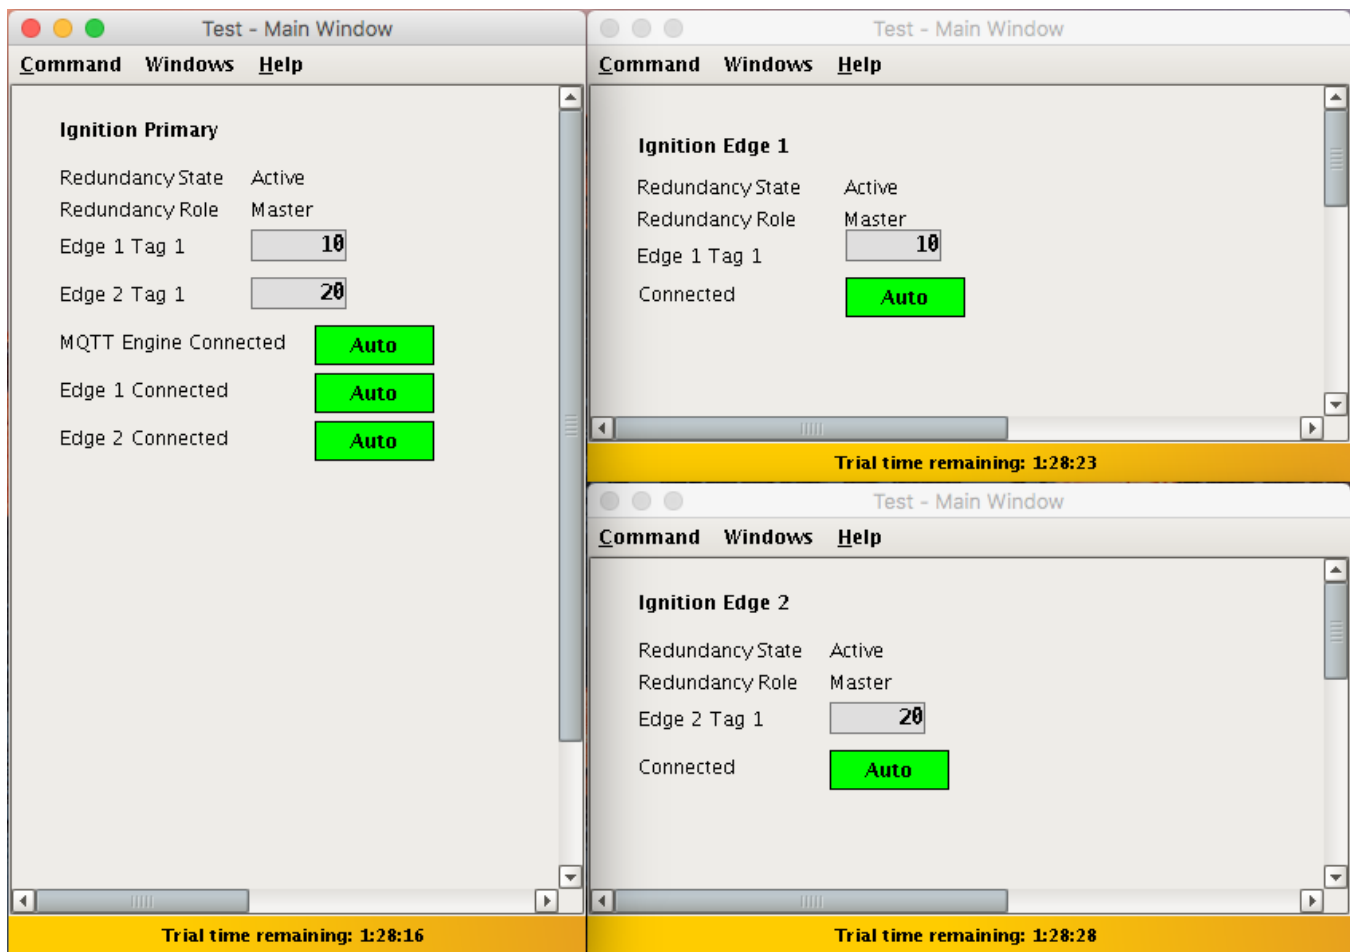 Test - Main Window
Command Windows Help
Ignition Primary
Redundancy State Active
Redundancy Role Master
Edge 1 Tag 1 10
Edge 2 Tag 1 20
MQTT Engine Connected Auto
Edge 1 Connected Auto
Edge 2 Connected Auto
Trial time remaining: 1:28:16
Test - Main Window
Command Windows Help
Ignition Edge 1
Redundancy State Active
Redundancy Role Master
Edge 1 Tag 1 10
Connected Auto
Trial time remaining: 1:28:23
Test - Main Window
Command Windows Help
Ignition Edge 2
Redundancy State Active
Redundancy Role Master
Edge 2 Tag 1 20
Connected Auto
Trial time remaining: 1:28:28